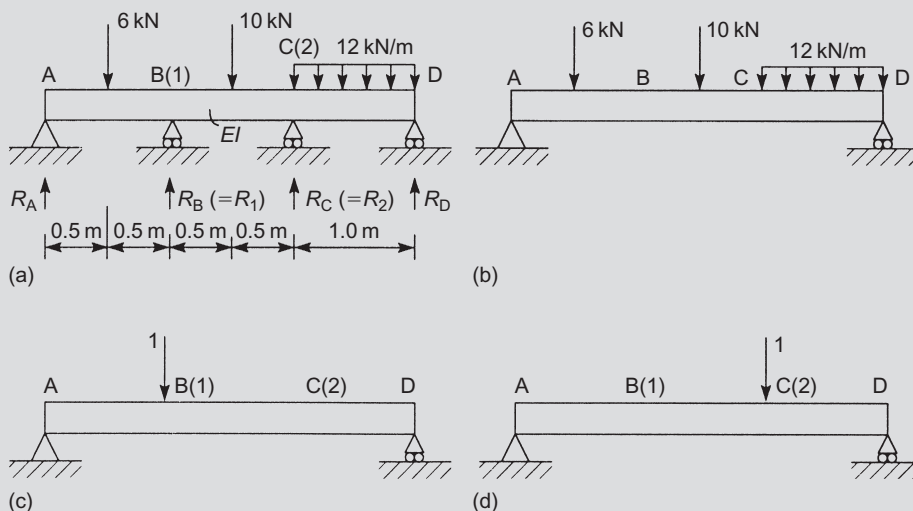 6 kN
10 kN
C(2)
12 kN/m
A
B(1)
D
EI
R_A
R_B (=R_1)
R_C (=R_2)
R_D
0.5 m
0.5 m
0.5 m
0.5 m
1.0 m
(a)
6 kN
10 kN
12 kN/m
A
B
C
D
(b)
1
A
B(1)
C(2)
D
(c)
1
A
B(1)
C(2)
D
(d)